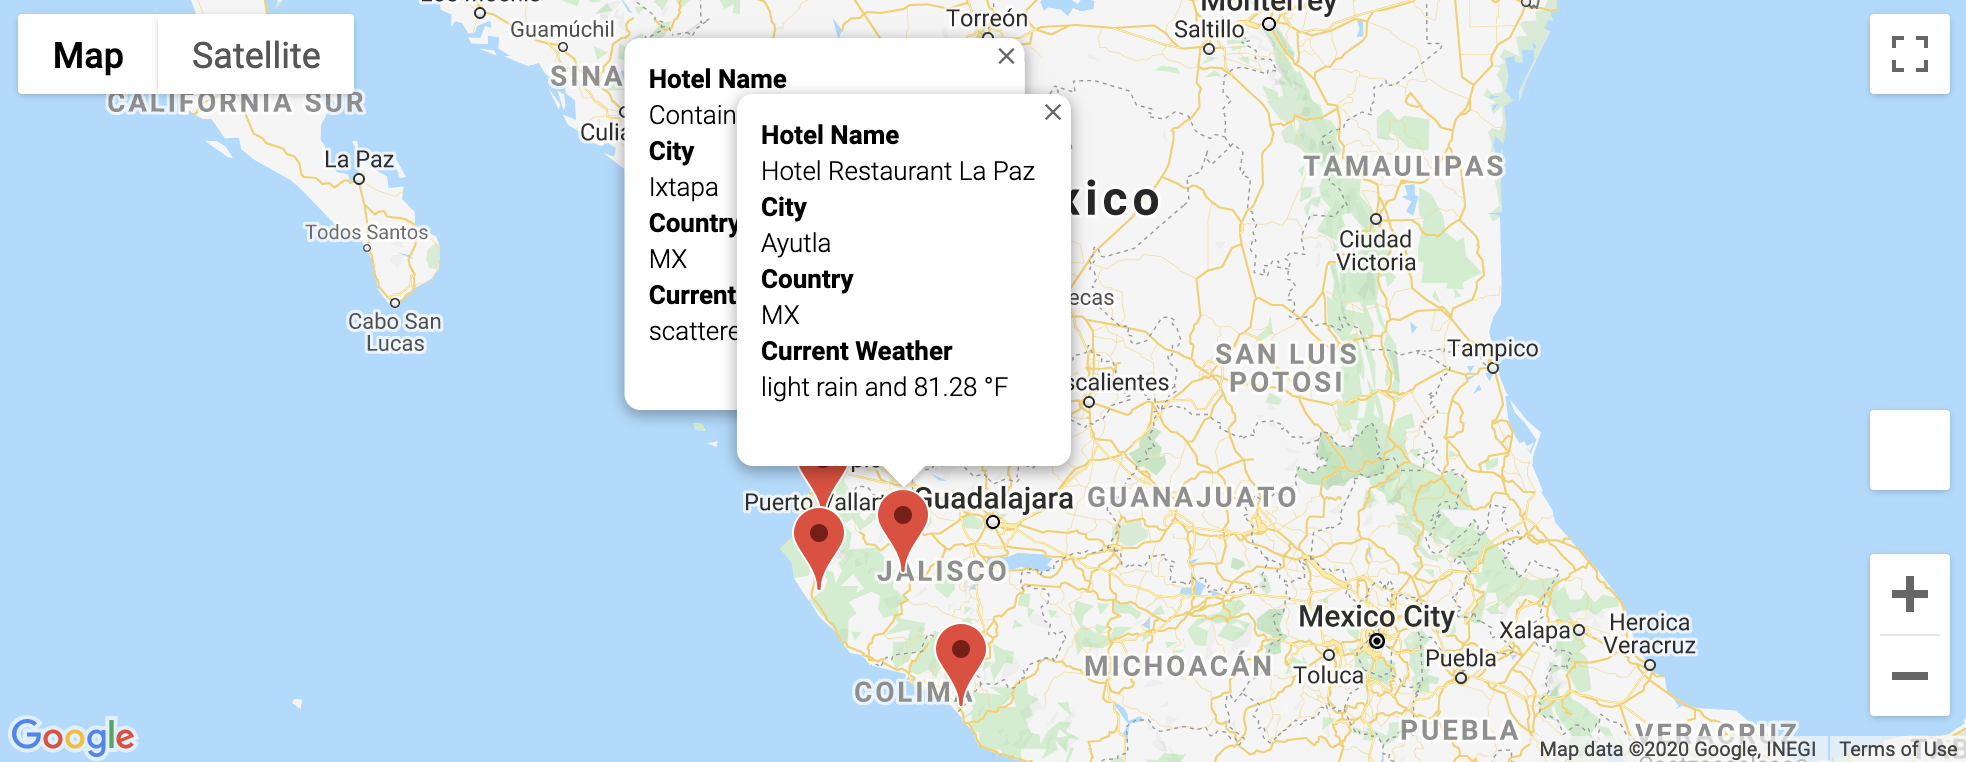 Map
Satellite
Hotel Name
Contain
City
Ixtapa
Country
MX
Current
scattere
Hotel Name
Hotel Restaurant La Paz
City
Ayutla
Country
MX
Current Weather
light rain and 81.28 °F
Guamúchil
Torreón
Monterrey
Saltillo
SINA
CALIFORNIA SUR
Culia
La Paz
TAMAULIPAS
xico
Todos Santos
Ciudad
Victoria
ecas
Cabo San
Lucas
Tampico
SAN LUIS
POTOSI
scalientes
Puerto Vallart
Guadalajara
GUANAJUATO
JALISCO
Mexico City
Xalapa
Heroica
Veracruz
Puebla
Toluca
MICHOACÁN
COLIMA
PUEBLA
VERACRUZ
Google
Map data ©2020 Google, INEGI
Terms of Use